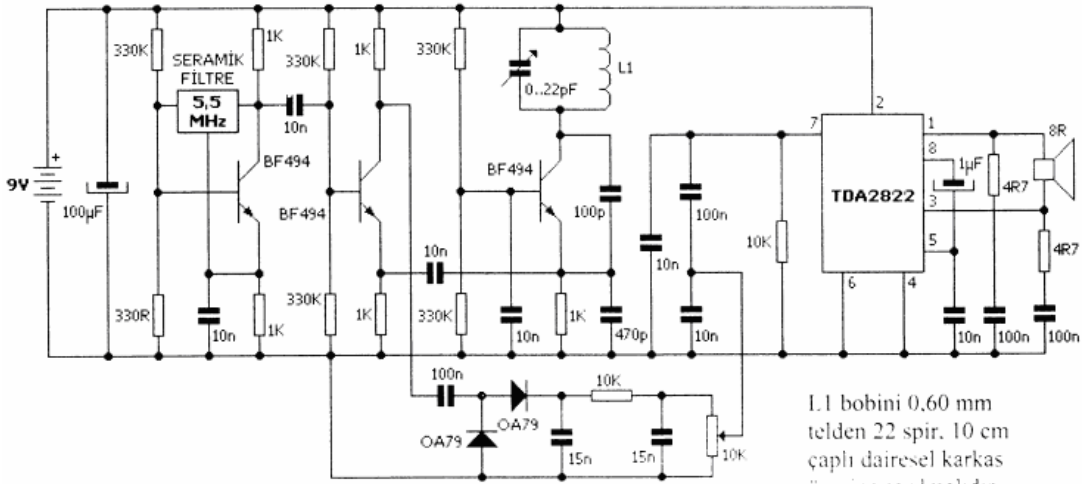 330K
1K
330K
1K
330K
SERAMİK
FİLTRE
5,5
MHz
10n
0..22pF
L1
2
7
1
8R
8
1µF
9V
+
100µF
BF494
BF494
BF494
100p
100n
10K
TDA2822
3
4R7
5
4R7
10n
10n
6
4
330R
10n
1K
330K
1K
330K
10n
1K
470p
10n
10n
100n
100n
100n
10K
OA79
OA79
15n
15n
10K
L1 bobini 0,60 mm
telden 22 spir, 10 cm
çaplı dairesel karkas